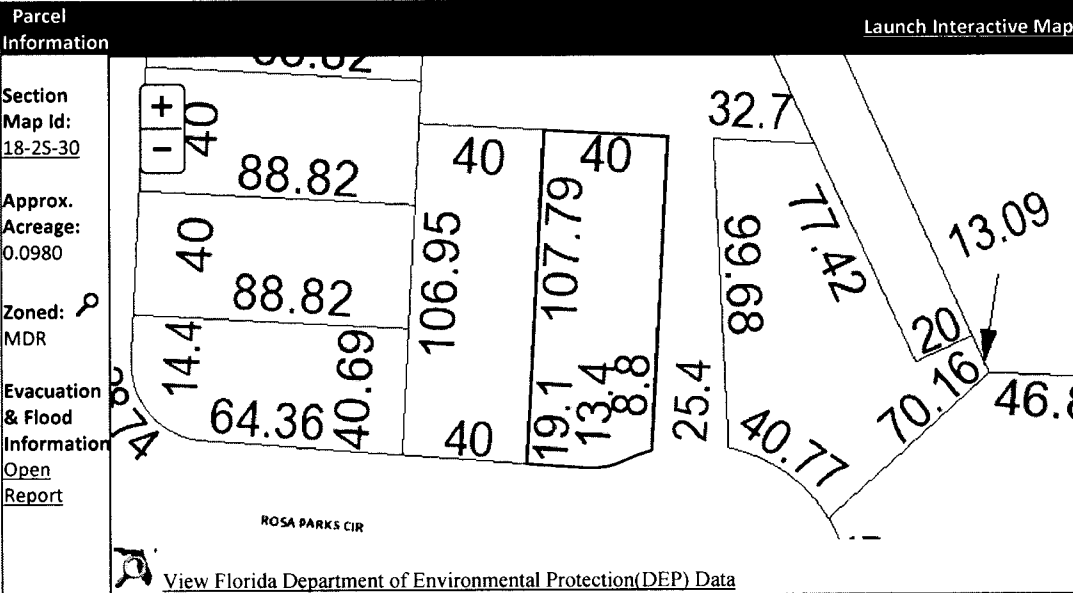 Parcel
Information
Launch Interactive Map
Section
Map Id:
18-2S-30
Approx.
Acreage:
0.0980
Zoned:
MDR
Evacuation
& Flood
Information
Open
Report
+
−
40
88.82
40
88.82
14.4
64.36
40.69
40
106.95
40
40
107.79
19.1
13.4
8.8
25.4
32.7
89.66
77.42
13.09
20
70.16
46.8
40.77
ROSA PARKS CIR
View Florida Department of Environmental Protection(DEP) Data